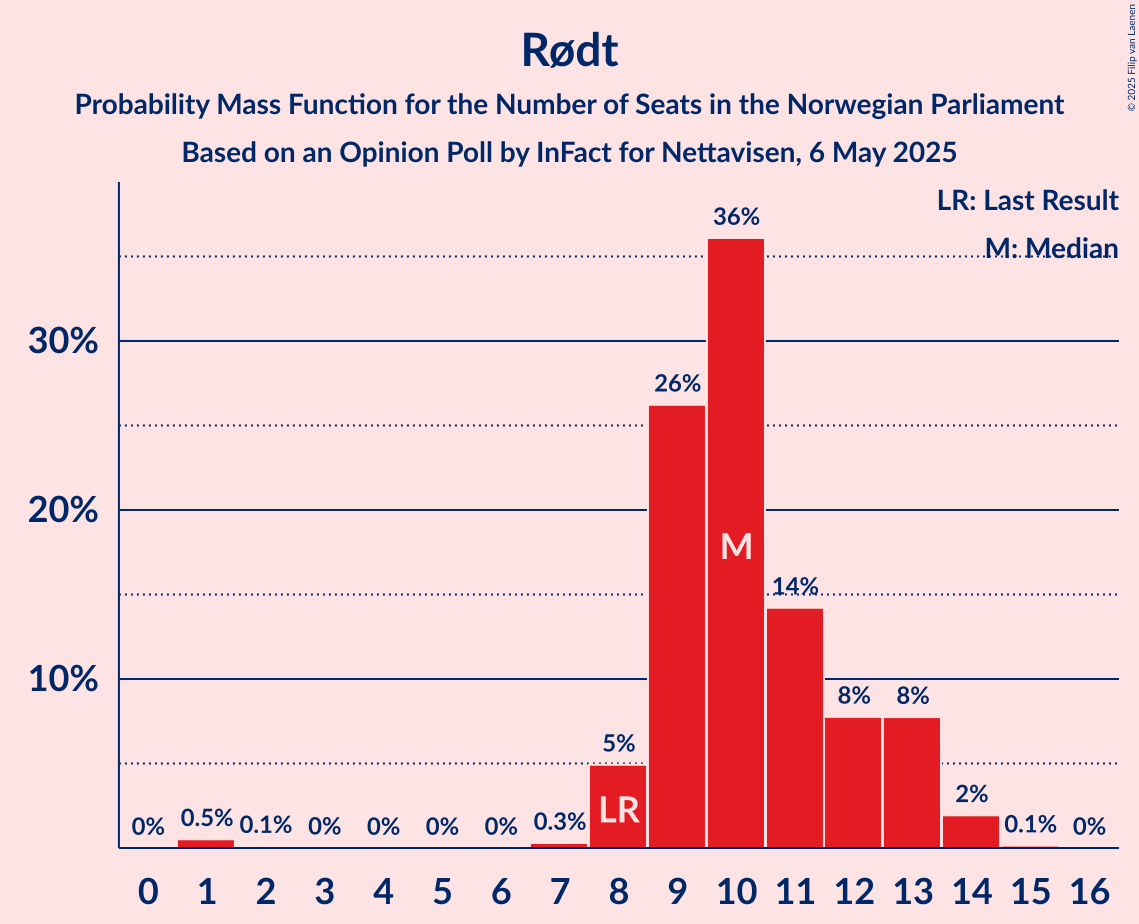 Rødt
Probability Mass Function for the Number of Seats in the Norwegian Parliament
Based on an Opinion Poll by InFact for Nettavisen, 6 May 2025
© 2025 Filip van Laenen
LR: Last Result
M: Median
30%
20%
10%
0%
0.5%
0.1%
0%
0%
0%
0%
0.3%
5%
26%
36%
14%
8%
8%
2%
0.1%
0%
LR
M
0 1 2 3 4 5 6 7 8 9 10 11 12 13 14 15 16